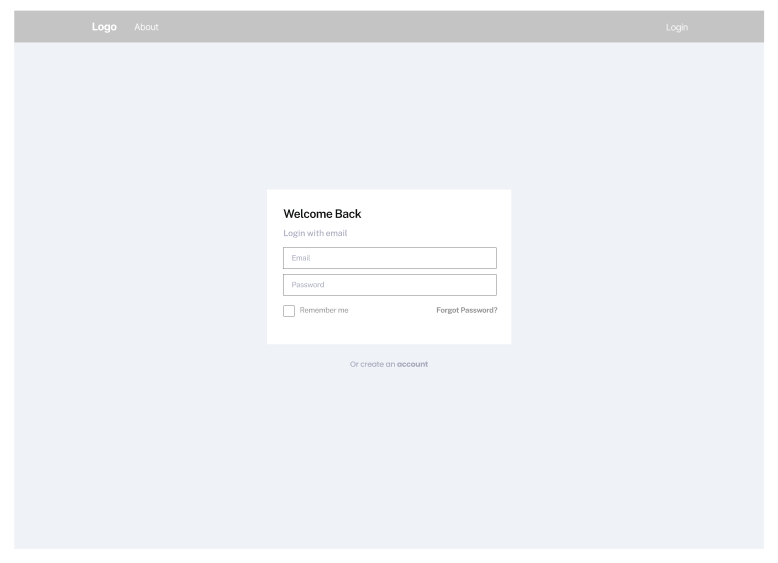 Logo About Login
Welcome Back
Login with email
Email
Password
Remember me Forgot Password?
Or create an account